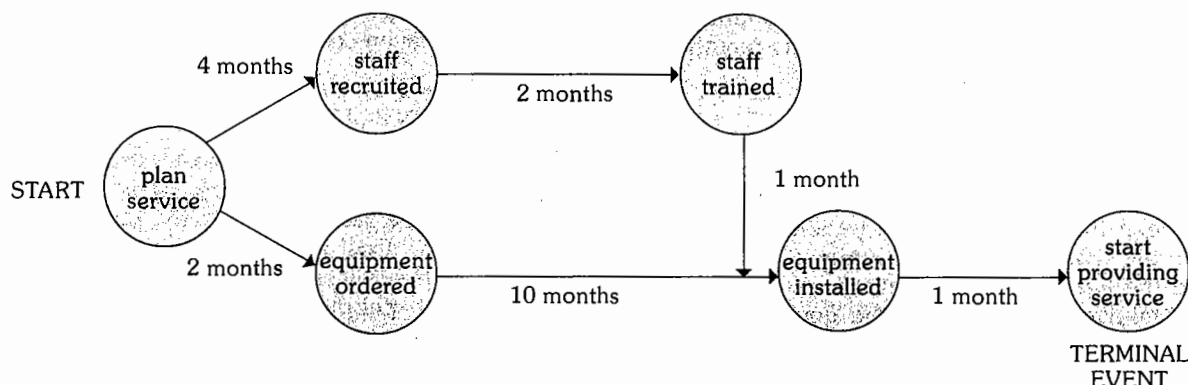 4 months
staff
recruited
2 months
staff
trained
START
plan
service
1 month
2 months
equipment
ordered
10 months
equipment
installed
1 month
start
providing
service
TERMINAL
EVENT